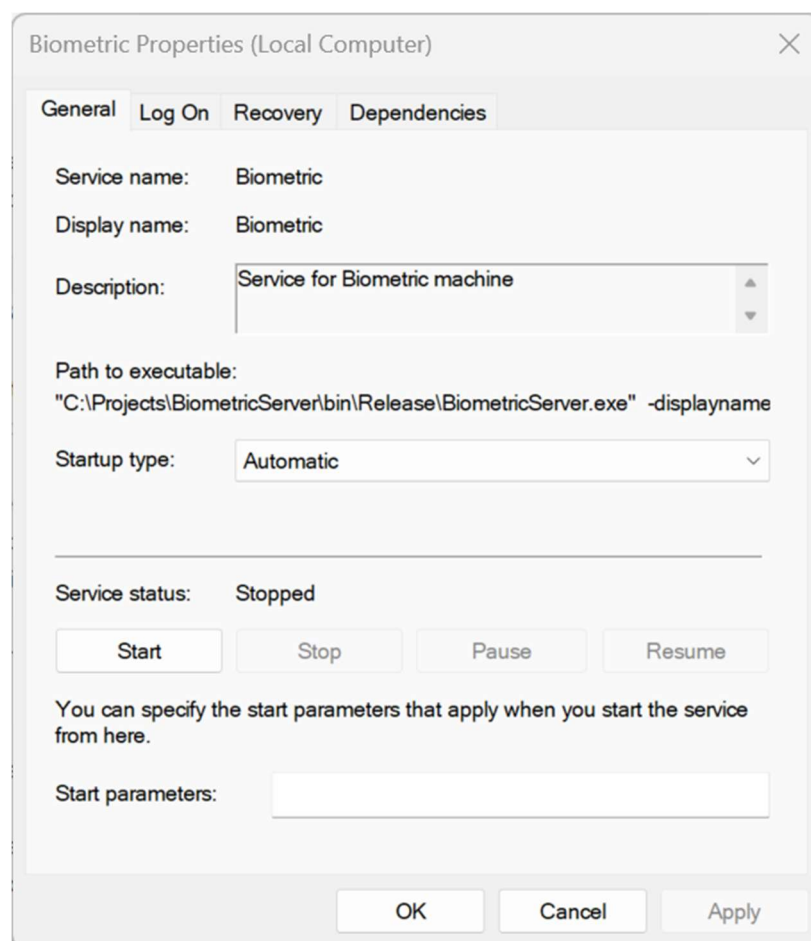 Biometric Properties (Local Computer)
General Log On Recovery Dependencies
Service name: Biometric
Display name: Biometric
Description: Service for Biometric machine
Path to executable:
"C:\Projects\BiometricServer\bin\Release\BiometricServer.exe" -displayname
Startup type: Automatic
Service status: Stopped
Start Stop Pause Resume
You can specify the start parameters that apply when you start the service
from here.
Start parameters:
OK Cancel Apply